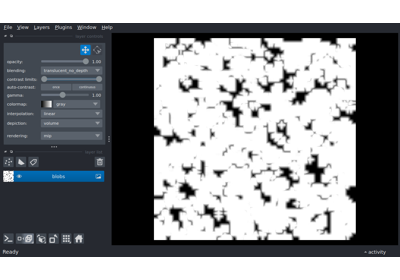 File View Layers Plugins Window Help
opacity: 1.00
blending: translucent_no_depth
contrast limits:
auto-contrast: once continuous
gamma: 1.00
colormap: gray
interpolation: linear
depiction: volume
rendering: mip
blobs
Ready
activity